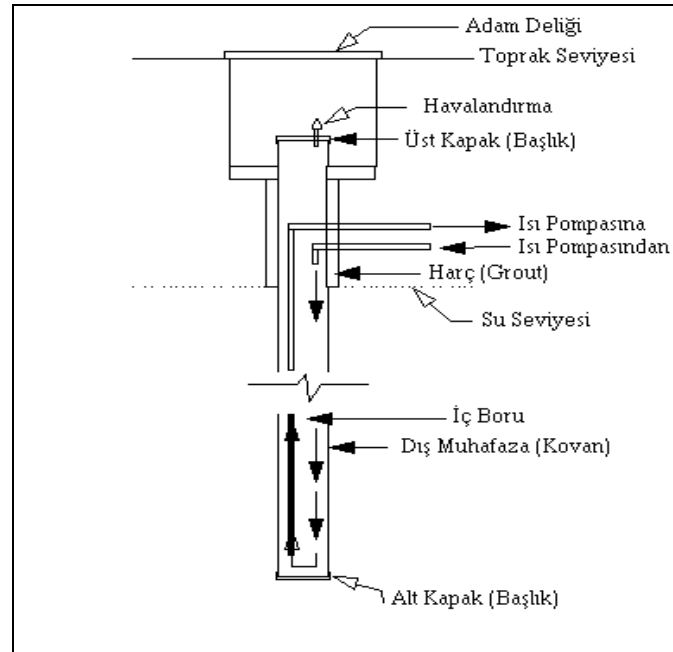 Adam Deliği
Toprak Seviyesi
Havalandırma
Üst Kapak (Başlık)
Isı Pompasına
Isı Pompasından
Harç (Grout)
Su Seviyesi
İç Boru
Dış Muhafaza (Kovan)
Alt Kapak (Başlık)